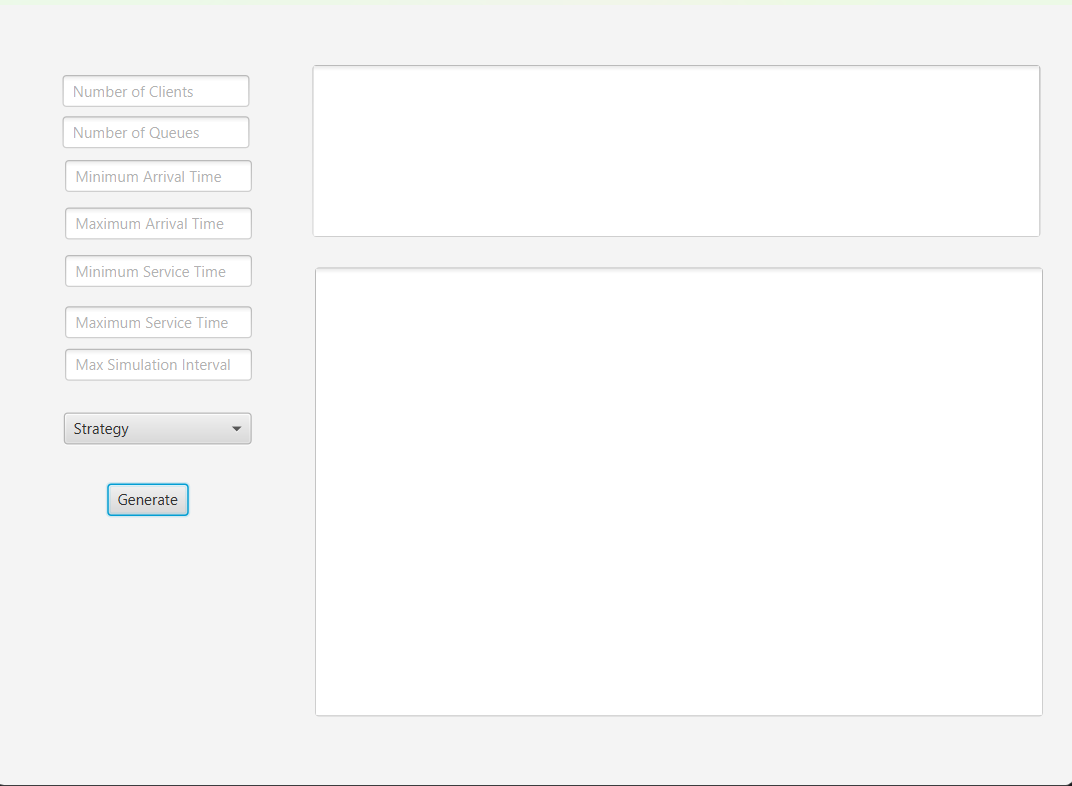 Number of Clients
Number of Queues
Minimum Arrival Time
Maximum Arrival Time
Minimum Service Time
Maximum Service Time
Max Simulation Interval
Strategy
Generate